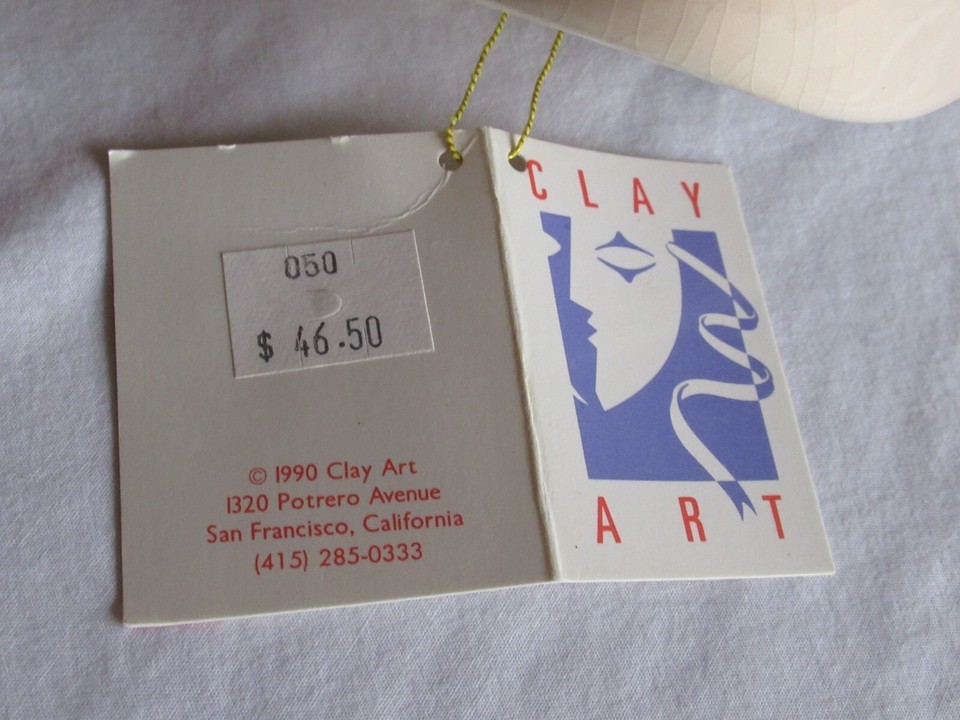 050
$ 46.50
© 1990 Clay Art
1320 Potrero Avenue
San Francisco, California
(415) 285-0333
CLAY
ART